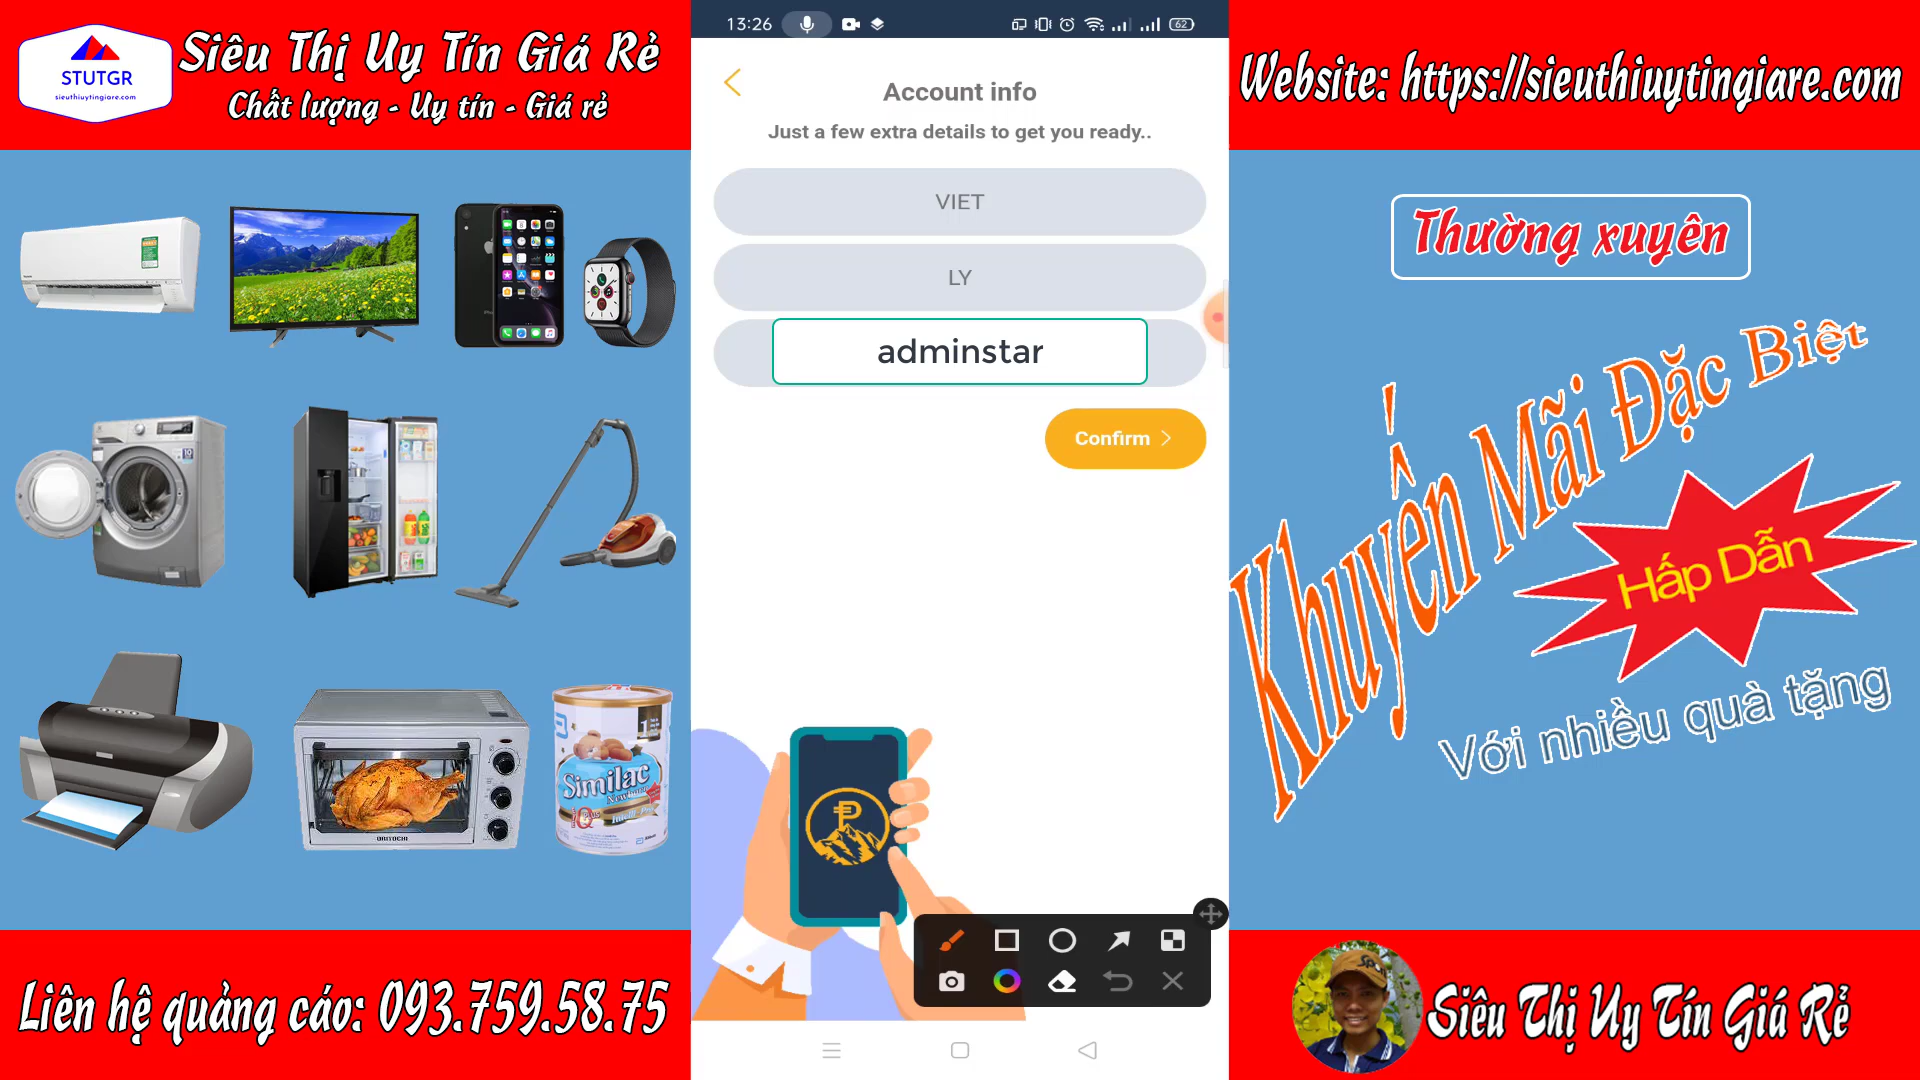 STUTGR
sieuthiuytingiare.com
Siêu Thị Uy Tín Giá Rẻ
Chất lượng - Uy tín - Giá rẻ
13:26
62
Account info
Just a few extra details to get you ready..
VIET
LY
adminstar
Confirm
Website: https://sieuthiuytingiare.com
Thường xuyên
Khuyến Mãi Đặc Biệt
Hấp Dẫn
Với nhiều quà tặng
Similac
Liên hệ quảng cáo: 093.759.58.75
Siêu Thị Uy Tín Giá Rẻ